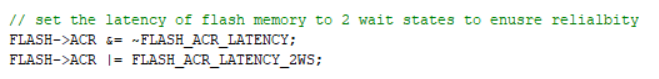 // set the latency of flash memory to 2 wait states to enusre relialbity
FLASH->ACR &= ~FLASH_ACR_LATENCY;
FLASH->ACR |= FLASH_ACR_LATENCY_2WS;